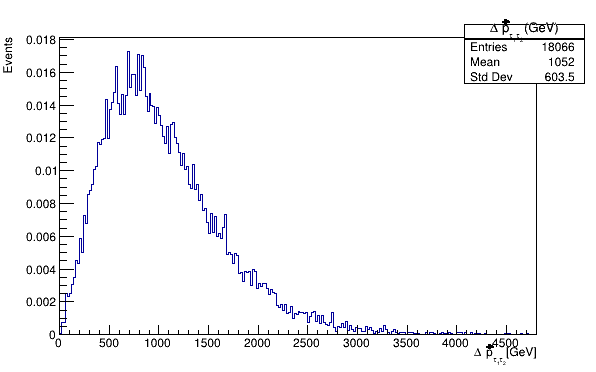 Δ p⃗ τ₁τ₂ (GeV)
Entries 18066
Mean 1052
Std Dev 603.5
Events
0.018
0.016
0.014
0.012
0.01
0.008
0.006
0.004
0.002
0
0 500 1000 1500 2000 2500 3000 3500 4000 4500
Δ p⃗ τ₁τ₂ [GeV]